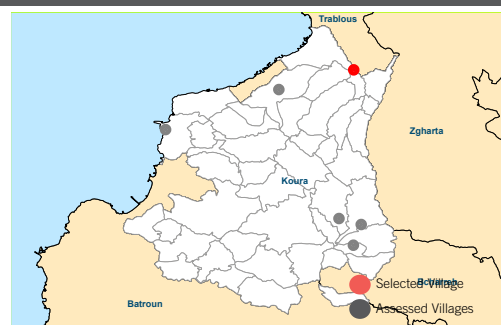 Trablous
Zgharta
Koura
Selected Village
Batroun
Assessed Villages